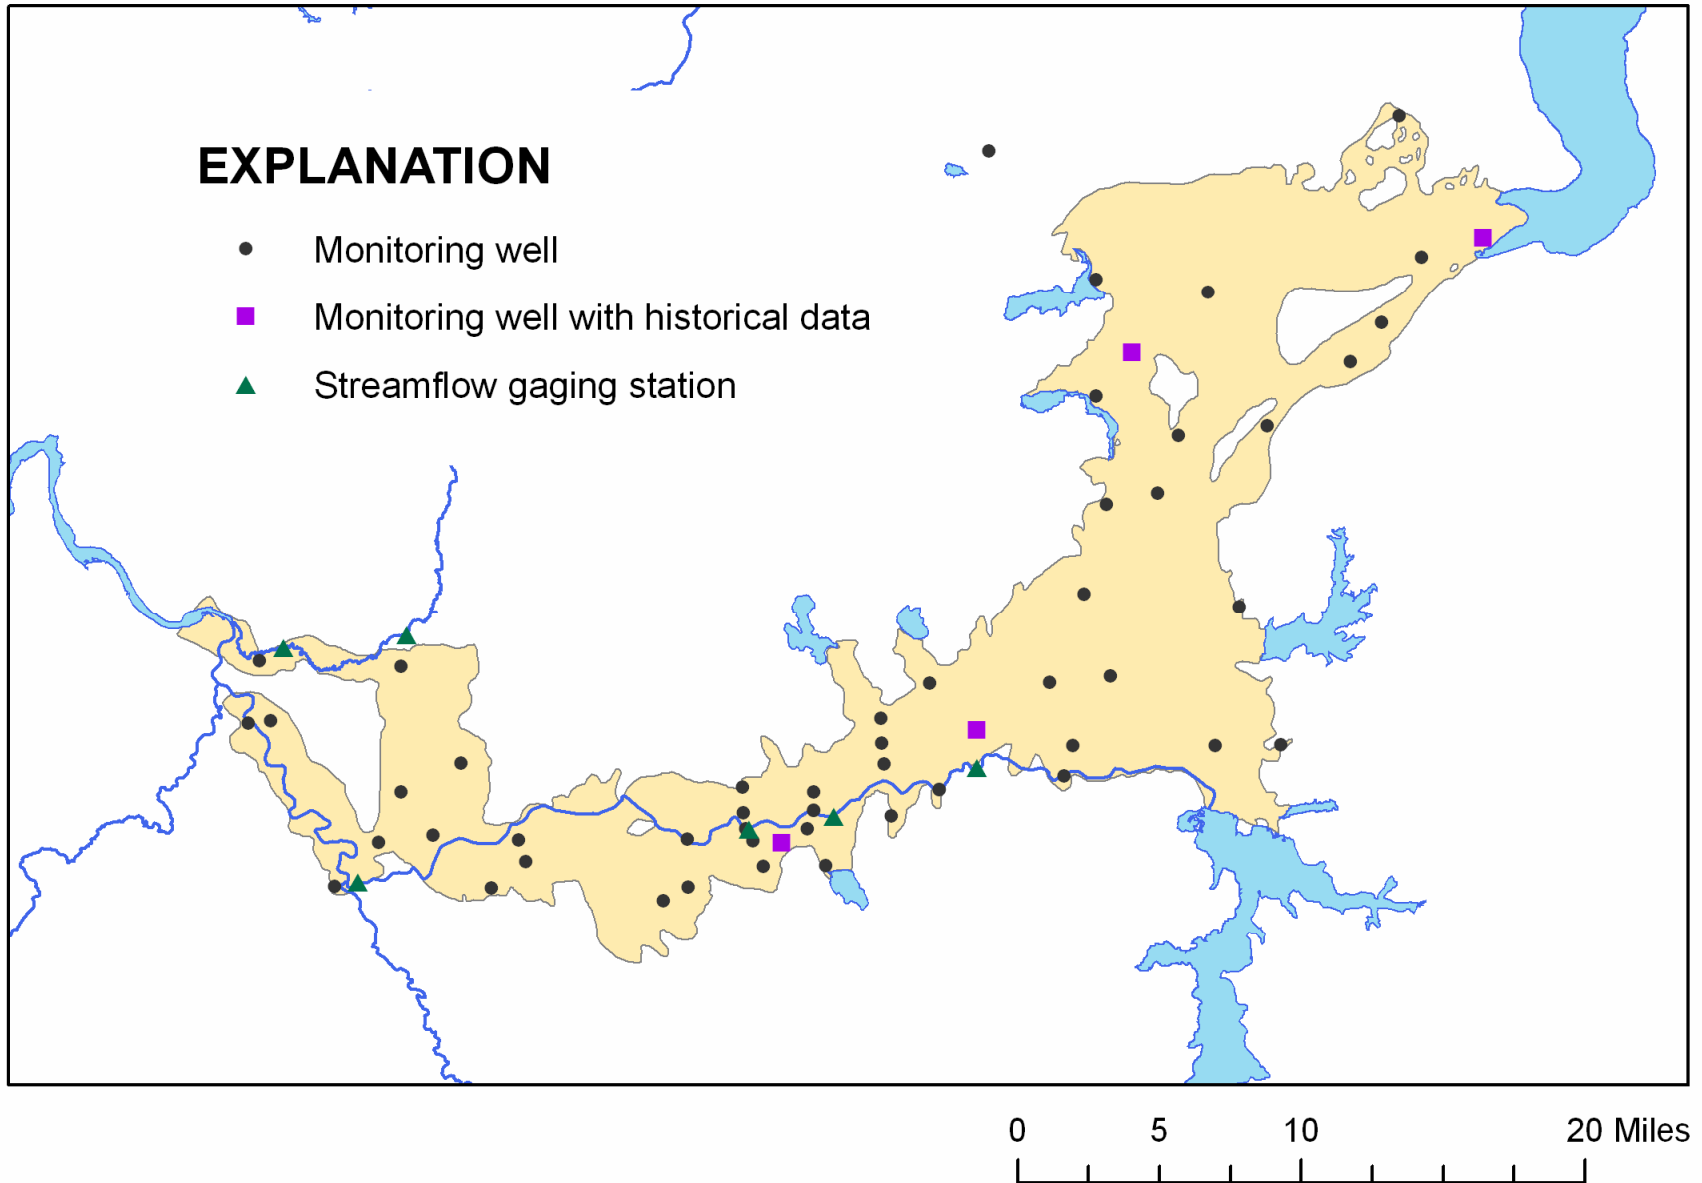 EXPLANATION
Monitoring well
Monitoring well with historical data
Streamflow gaging station
0 5 10 20 Miles